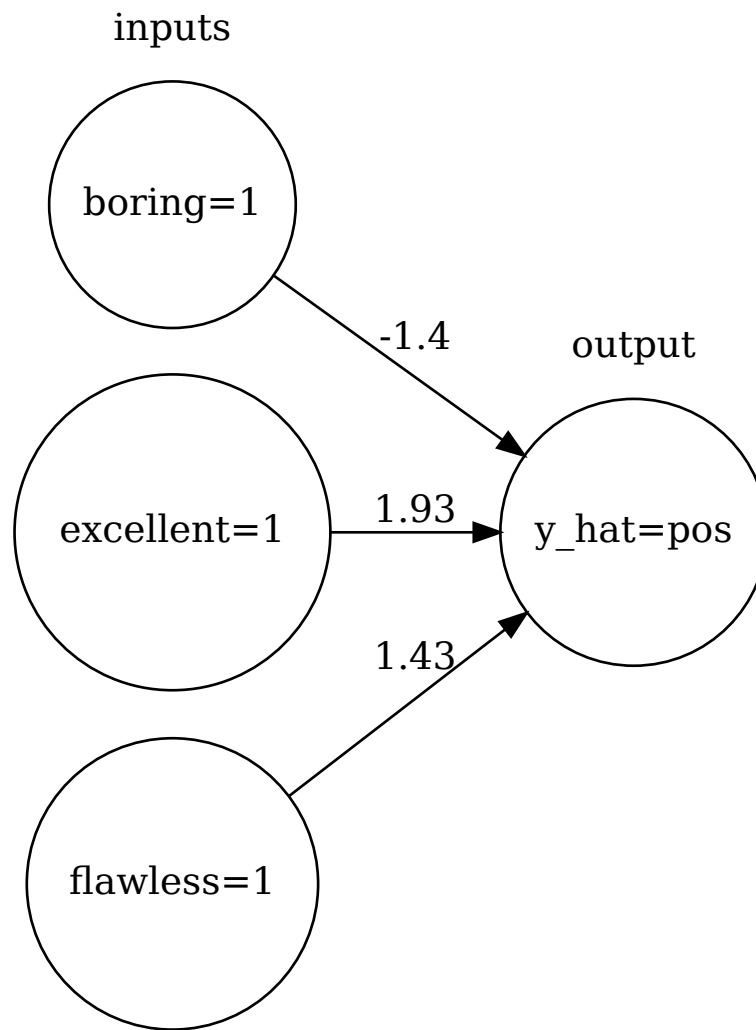 inputs
boring=1
-1.4
output
excellent=1
1.93
y_hat=pos
1.43
flawless=1